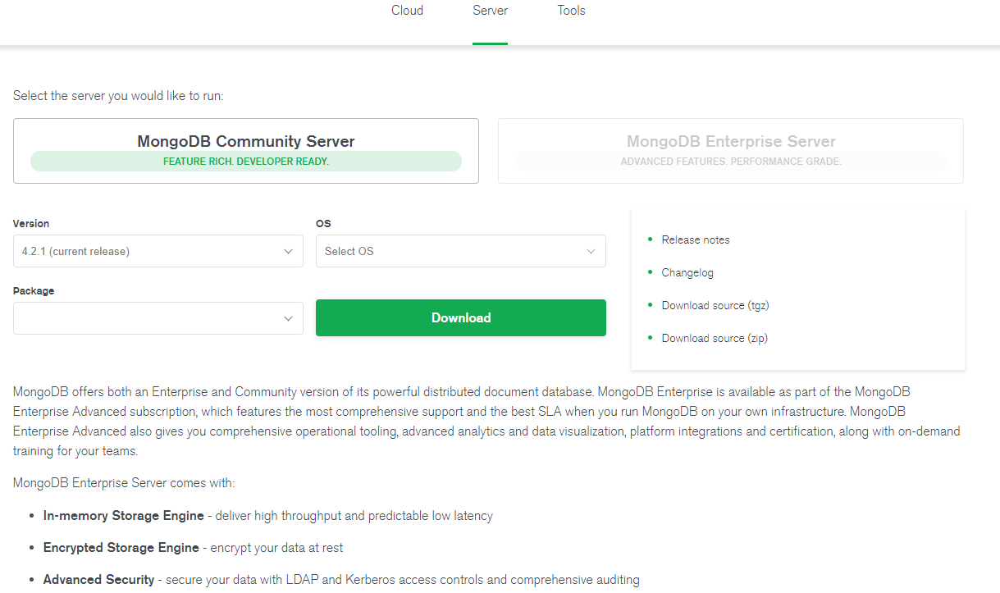 Cloud
Server
Tools
Select the server you would like to run:
MongoDB Community Server
FEATURE RICH. DEVELOPER READY.
MongoDB Enterprise Server
ADVANCED FEATURES. PERFORMANCE GRADE.
Version
4.2.1 (current release)
OS
Select OS
Package
Download
Release notes
Changelog
Download source (tgz)
Download source (zip)
MongoDB offers both an Enterprise and Community version of its powerful distributed document database. MongoDB Enterprise is available as part of the MongoDB
Enterprise Advanced subscription, which features the most comprehensive support and the best SLA when you run MongoDB on your own infrastructure. MongoDB
Enterprise Advanced also gives you comprehensive operational tooling, advanced analytics and data visualization, platform integrations and certification, along with on-demand
training for your teams.
MongoDB Enterprise Server comes with:
• In-memory Storage Engine - deliver high throughput and predictable low latency
• Encrypted Storage Engine - encrypt your data at rest
• Advanced Security - secure your data with LDAP and Kerberos access controls and comprehensive auditing